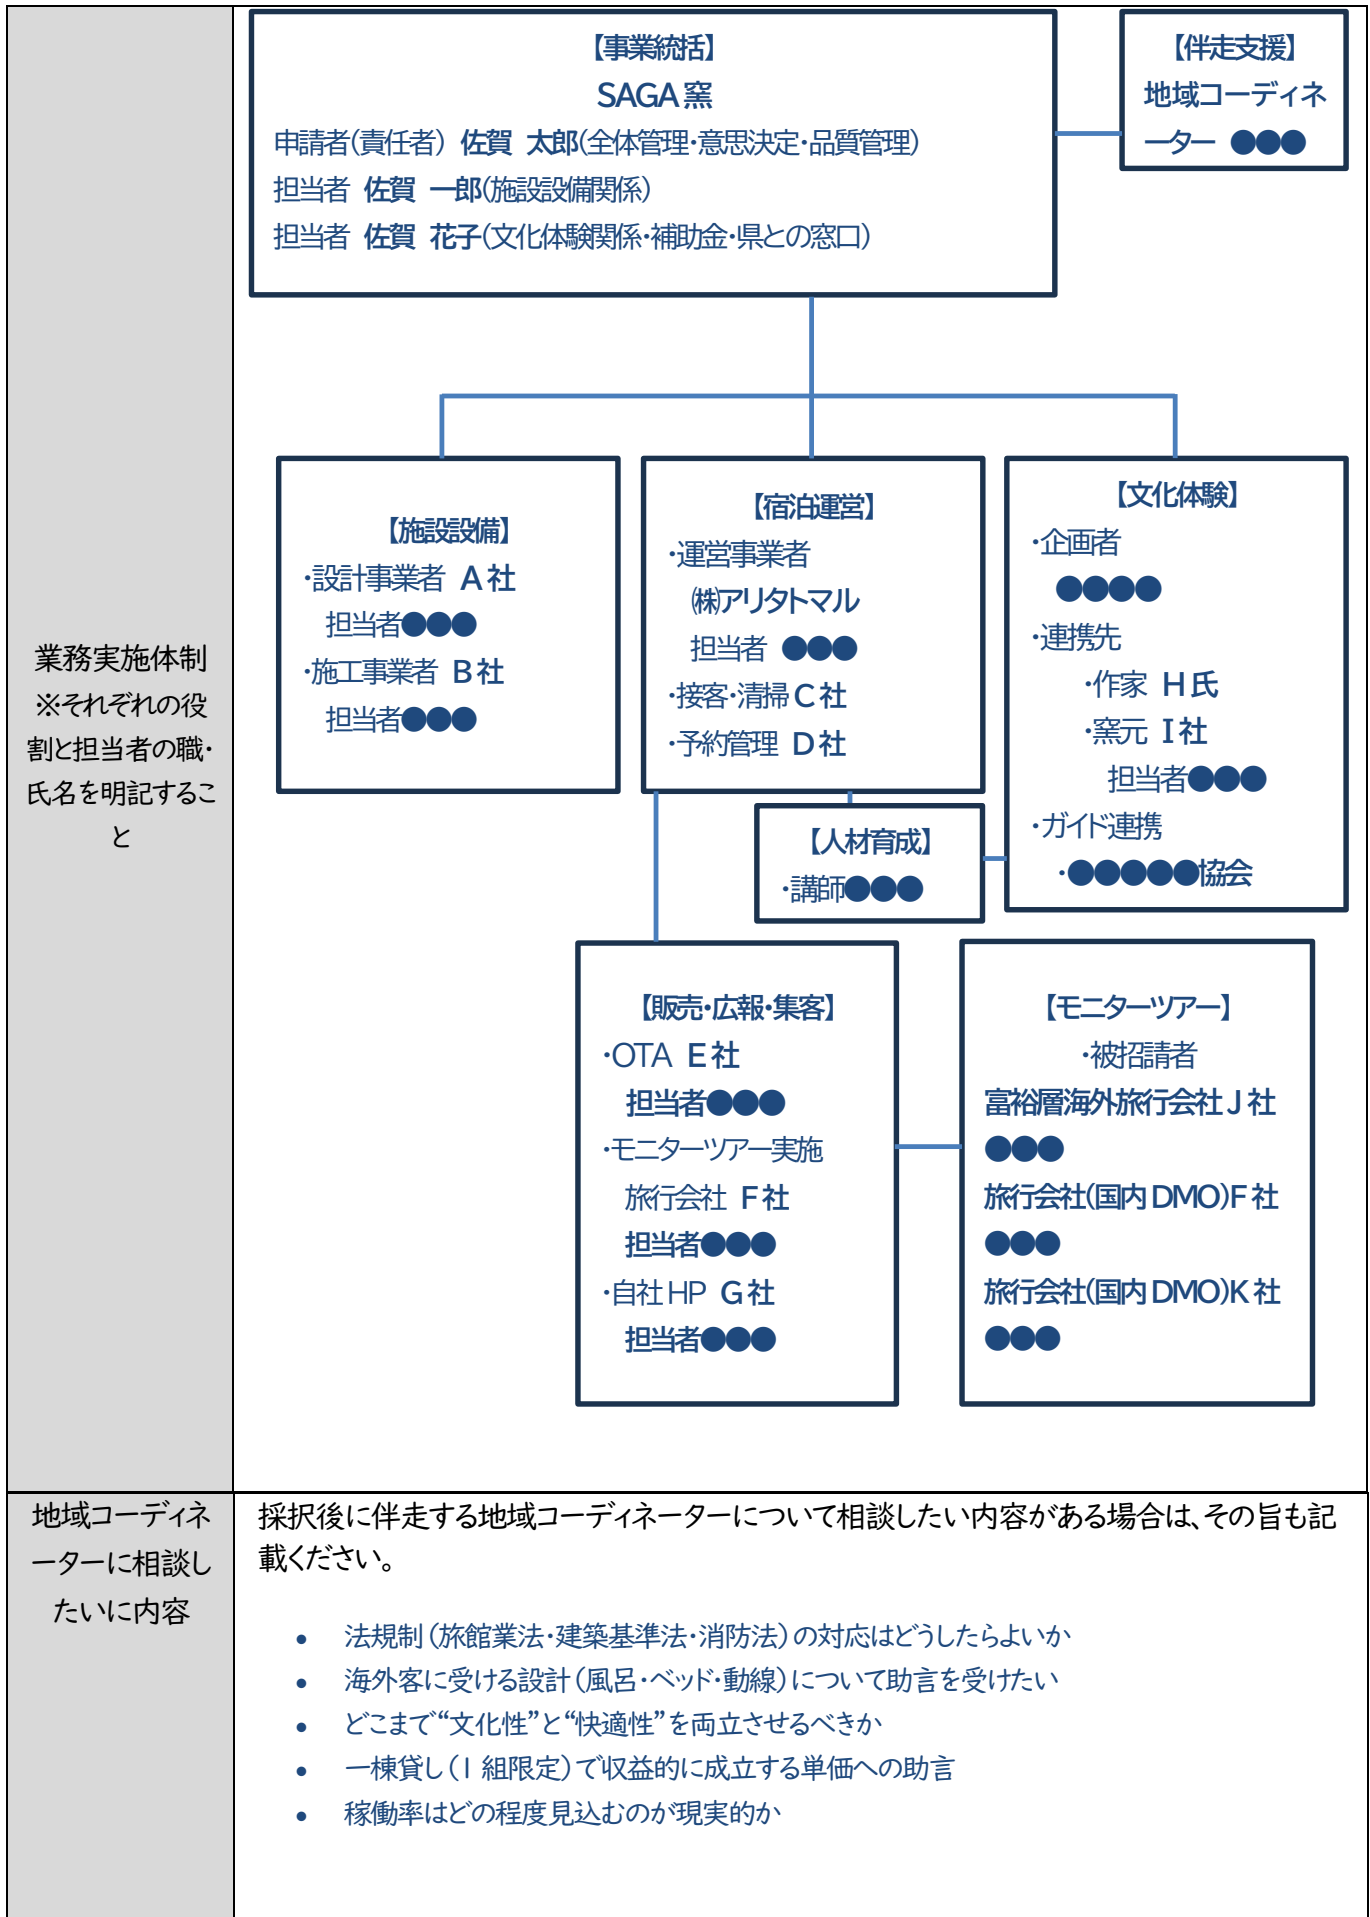 業務実施体制
※それぞれの役
割と担当者の職・
氏名を明記するこ
と
【事業統括】
SAGA窯
申請者(責任者) 佐賀 太郎(全体管理・意思決定・品質管理)
担当者 佐賀 一郎(施設設備関係)
担当者 佐賀 花子(文化体験関係・補助金・県との窓口)
【伴走支援】
地域コーディネ
ーター ●●●
【施設設備】
・設計事業者 A社
担当者●●●
・施工事業者 B社
担当者●●●
【宿泊運営】
・運営事業者
㈱アリタトマル
担当者 ●●●
・接客・清掃 C社
・予約管理 D社
【文化体験】
・企画者
●●●●
・連携先
・作家 H氏
・窯元 I社
担当者●●●
・ガイド連携
・●●●●●協会
【人材育成】
・講師●●●
【販売・広報・集客】
・OTA E社
担当者●●●
・モニターツアー実施
旅行会社 F社
担当者●●●
・自社HP G社
担当者●●●
【モニターツアー】
・被招請者
富裕層海外旅行会社J社
●●●
旅行会社(国内DMO)F社
●●●
旅行会社(国内DMO)K社
●●●
地域コーディネ
ーターに相談し
たいに内容
採択後に伴走する地域コーディネーターについて相談したい内容がある場合は、その旨も記
載ください。
• 法規制(旅館業法・建築基準法・消防法)の対応はどうしたらよいか
• 海外客に受ける設計(風呂・ベッド・動線)について助言を受けたい
• どこまで“文化性”と“快適性”を両立させるべきか
• 一棟貸し(1組限定)で収益的に成立する単価への助言
• 稼働率はどの程度見込むのが現実的か